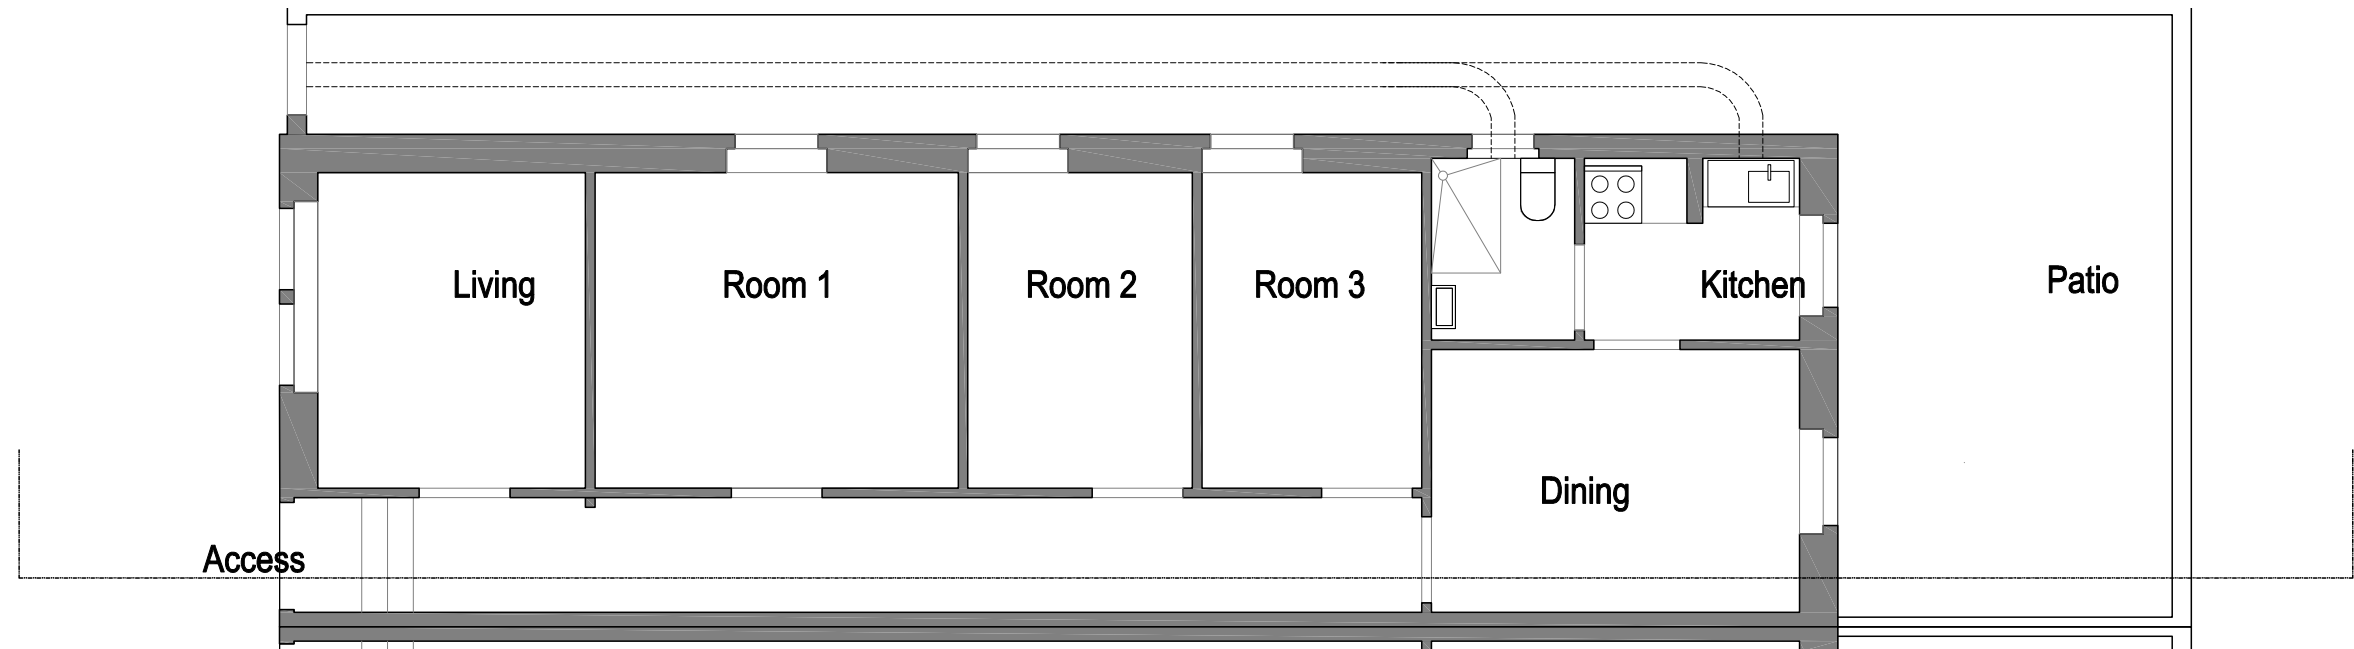 Living
Room 1
Room 2
Room 3
Kitchen
Patio
Dining
Access